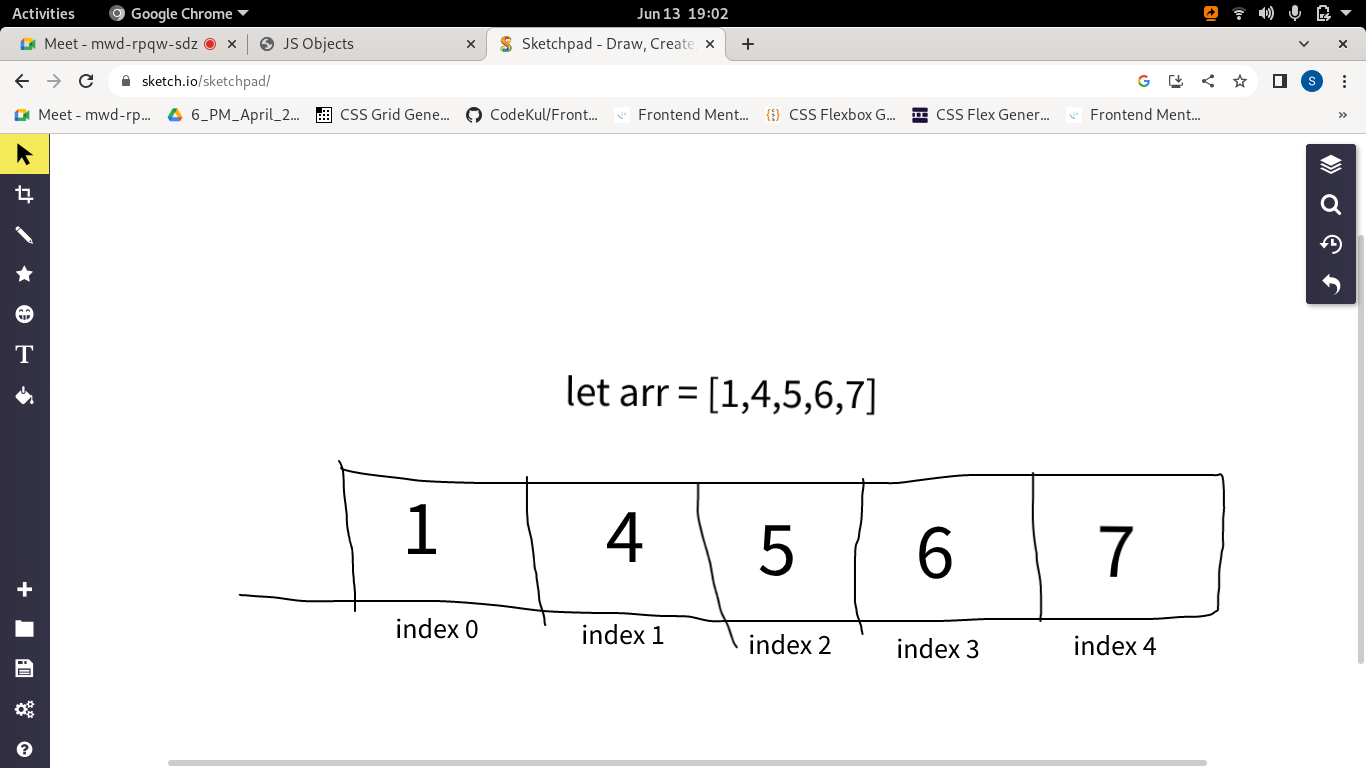 Activities Google Chrome Jun 13 19:02
Meet - mwd-rpqw-sdz JS Objects Sketchpad - Draw, Create,
sketch.io/sketchpad/ S
Meet - mwd-rp... 6_PM_April_2... CSS Grid Gene... CodeKul/Front... Frontend Ment... CSS Flexbox G... CSS Flex Gener... Frontend Ment... »
let arr = [1,4,5,6,7]
1 4 5 6 7
index 0 index 1 index 2 index 3 index 4